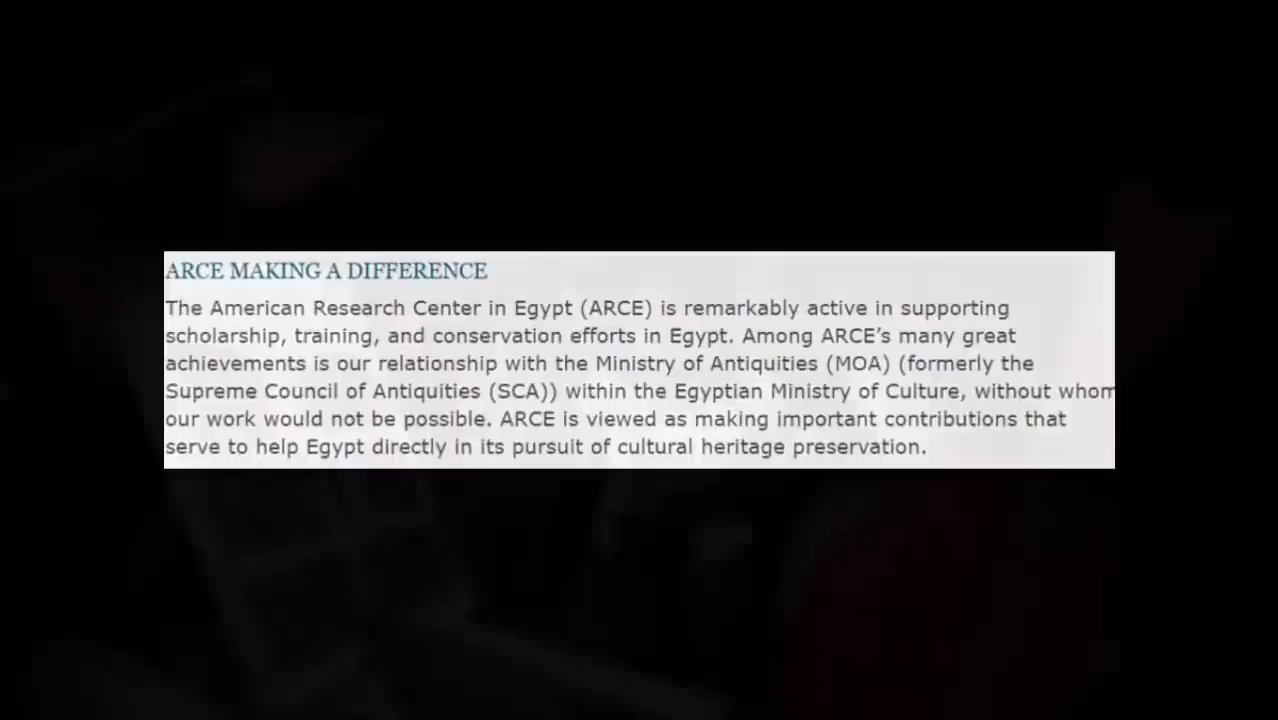 ARCE MAKING A DIFFERENCE
The American Research Center in Egypt (ARCE) is remarkably active in supporting
scholarship, training, and conservation efforts in Egypt. Among ARCE’s many great
achievements is our relationship with the Ministry of Antiquities (MOA) (formerly the
Supreme Council of Antiquities (SCA)) within the Egyptian Ministry of Culture, without whom
our work would not be possible. ARCE is viewed as making important contributions that
serve to help Egypt directly in its pursuit of cultural heritage preservation.